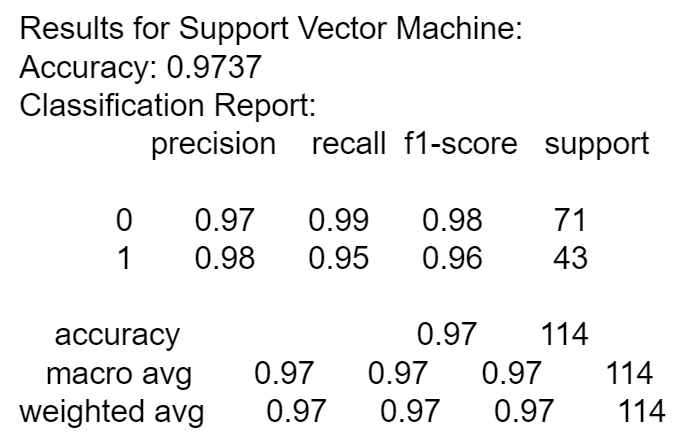 Results for Support Vector Machine:
Accuracy: 0.9737
Classification Report:
precision recall f1-score support
0 0.97 0.99 0.98 71
1 0.98 0.95 0.96 43
accuracy 0.97 114
macro avg 0.97 0.97 0.97 114
weighted avg 0.97 0.97 0.97 114